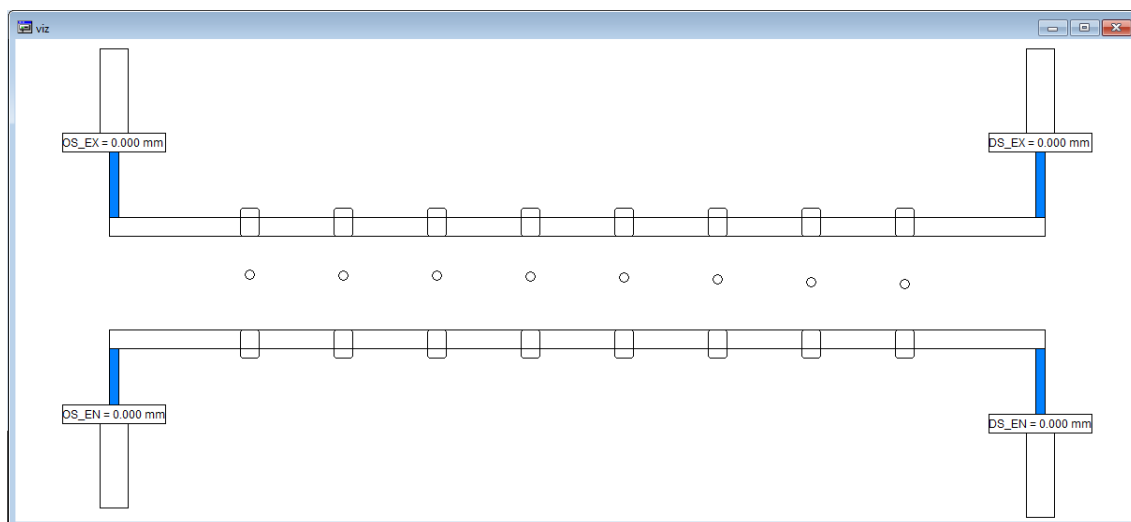 viz
OS_EX = 0.000 mm
DS_EX = 0.000 mm
OS_EN = 0.000 mm
DS_EN = 0.000 mm